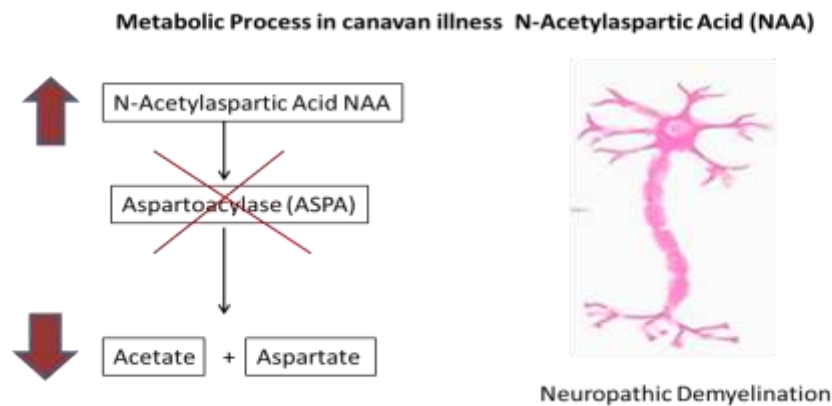 Metabolic Process in canavan illness N-Acetylaspartic Acid (NAA)
N-Acetylaspartic Acid NAA
Aspartoacylase (ASPA)
Acetate + Aspartate
Neuropathic Demyelination